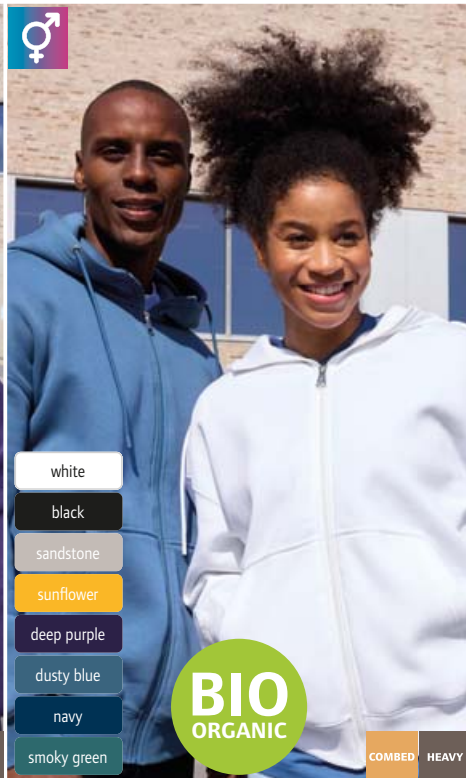 white
black
sandstone
sunflower
deep purple
dusty blue
navy
smoky green
BIO
ORGANIC
COMBED HEAVY